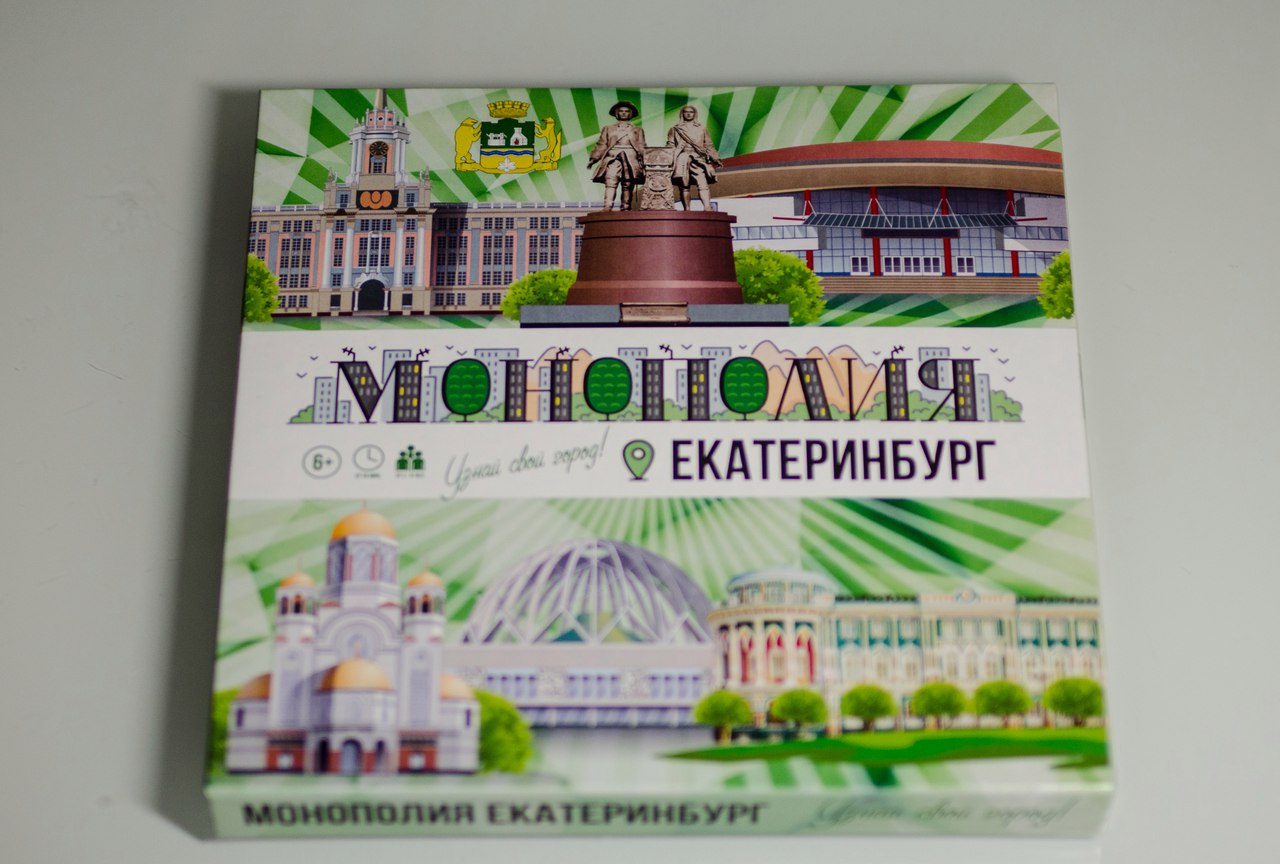 МОНОПОЛИЯ
6+
Узнай свой город!
ЕКАТЕРИНБУРГ
МОНОПОЛИЯ ЕКАТЕРИНБУРГ
Узнай свой город!